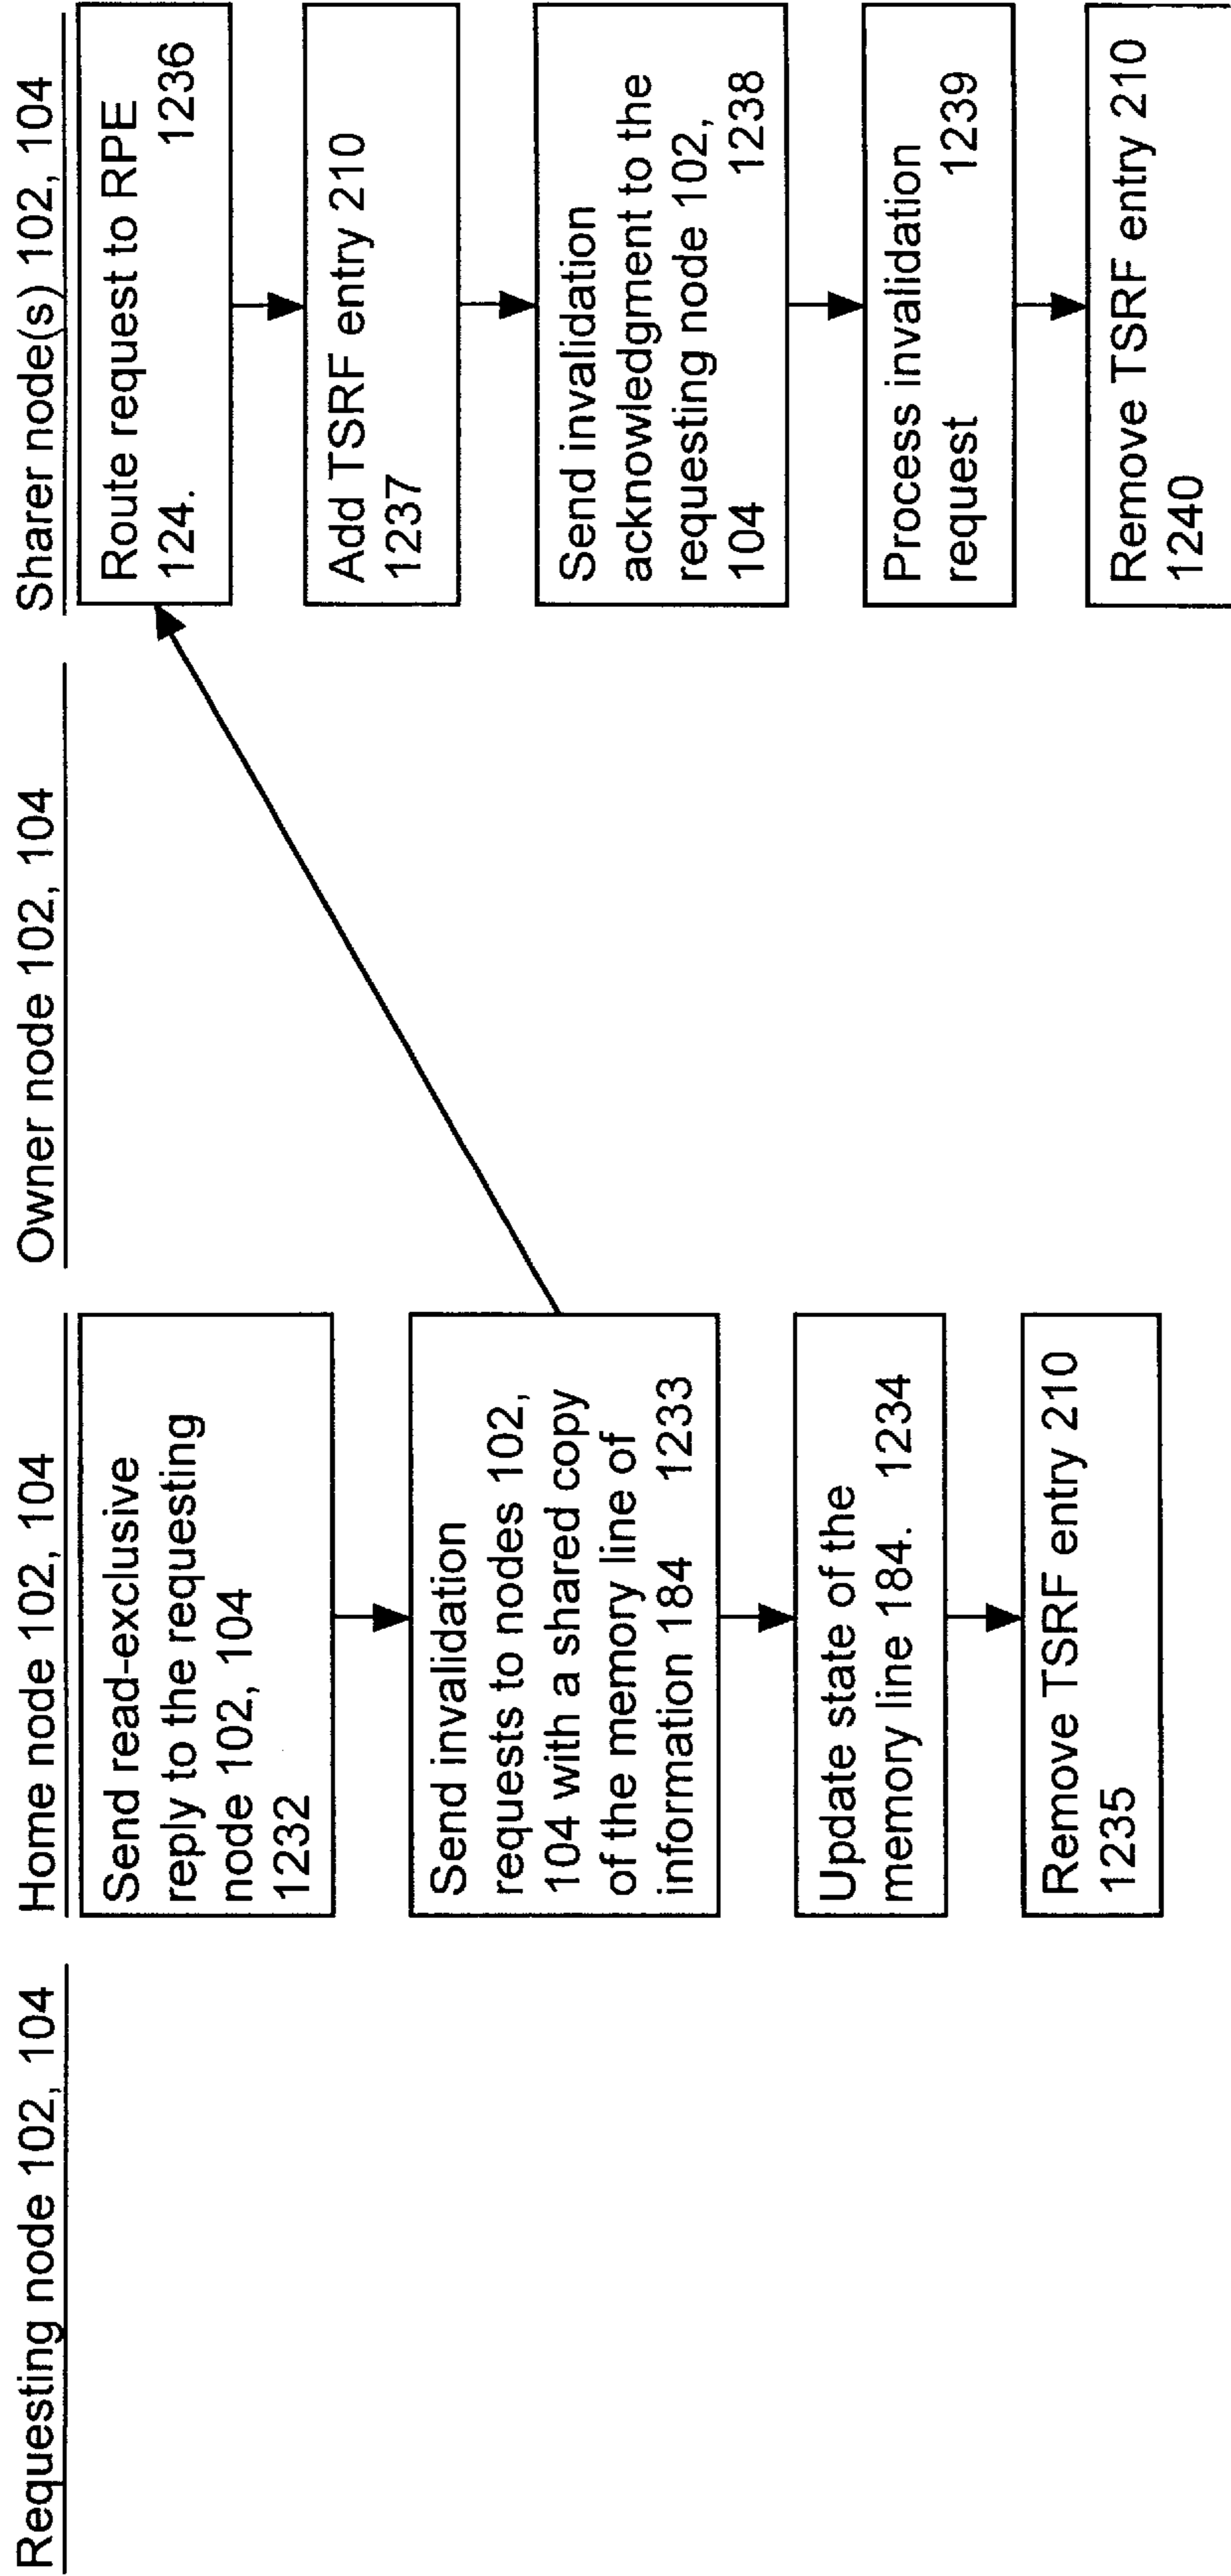 Requesting node 102, 104
Home node 102, 104
Owner node 102, 104
Sharer node(s) 102, 104
Send read-exclusive
reply to the requesting
node 102, 104
1232
Send invalidation
requests to nodes 102,
104 with a shared copy
of the memory line of
information 184 1233
Update state of the
memory line 184. 1234
Remove TSRF entry 210
1235
Route request to RPE
124. 1236
Add TSRF entry 210
1237
Send invalidation
acknowledgment to the
requesting node 102,
104 1238
Process invalidation
request 1239
Remove TSRF entry 210
1240